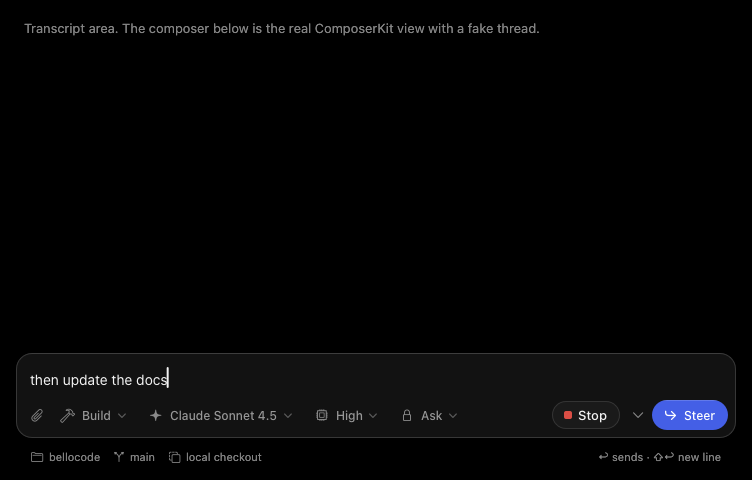 Transcript area. The composer below is the real ComposerKit view with a fake thread.
then update the docs
Build Claude Sonnet 4.5 High Ask Stop Steer
bellocode main local checkout ↩ sends · ⇧↩ new line